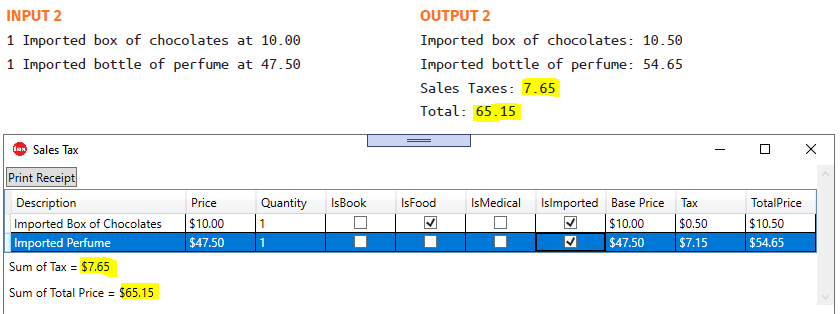 INPUT 2
1 Imported box of chocolates at 10.00
1 Imported bottle of perfume at 47.50
OUTPUT 2
Imported box of chocolates: 10.50
Imported bottle of perfume: 54.65
Sales Taxes: 7.65
Total: 65.15
tax Sales Tax
Print Receipt
Description Price Quantity IsBook IsFood IsMedical IsImported Base Price Tax TotalPrice
Imported Box of Chocolates $10.00 1 $10.00 $0.50 $10.50
Imported Perfume $47.50 1 $47.50 $7.15 $54.65
Sum of Tax = $7.65
Sum of Total Price = $65.15